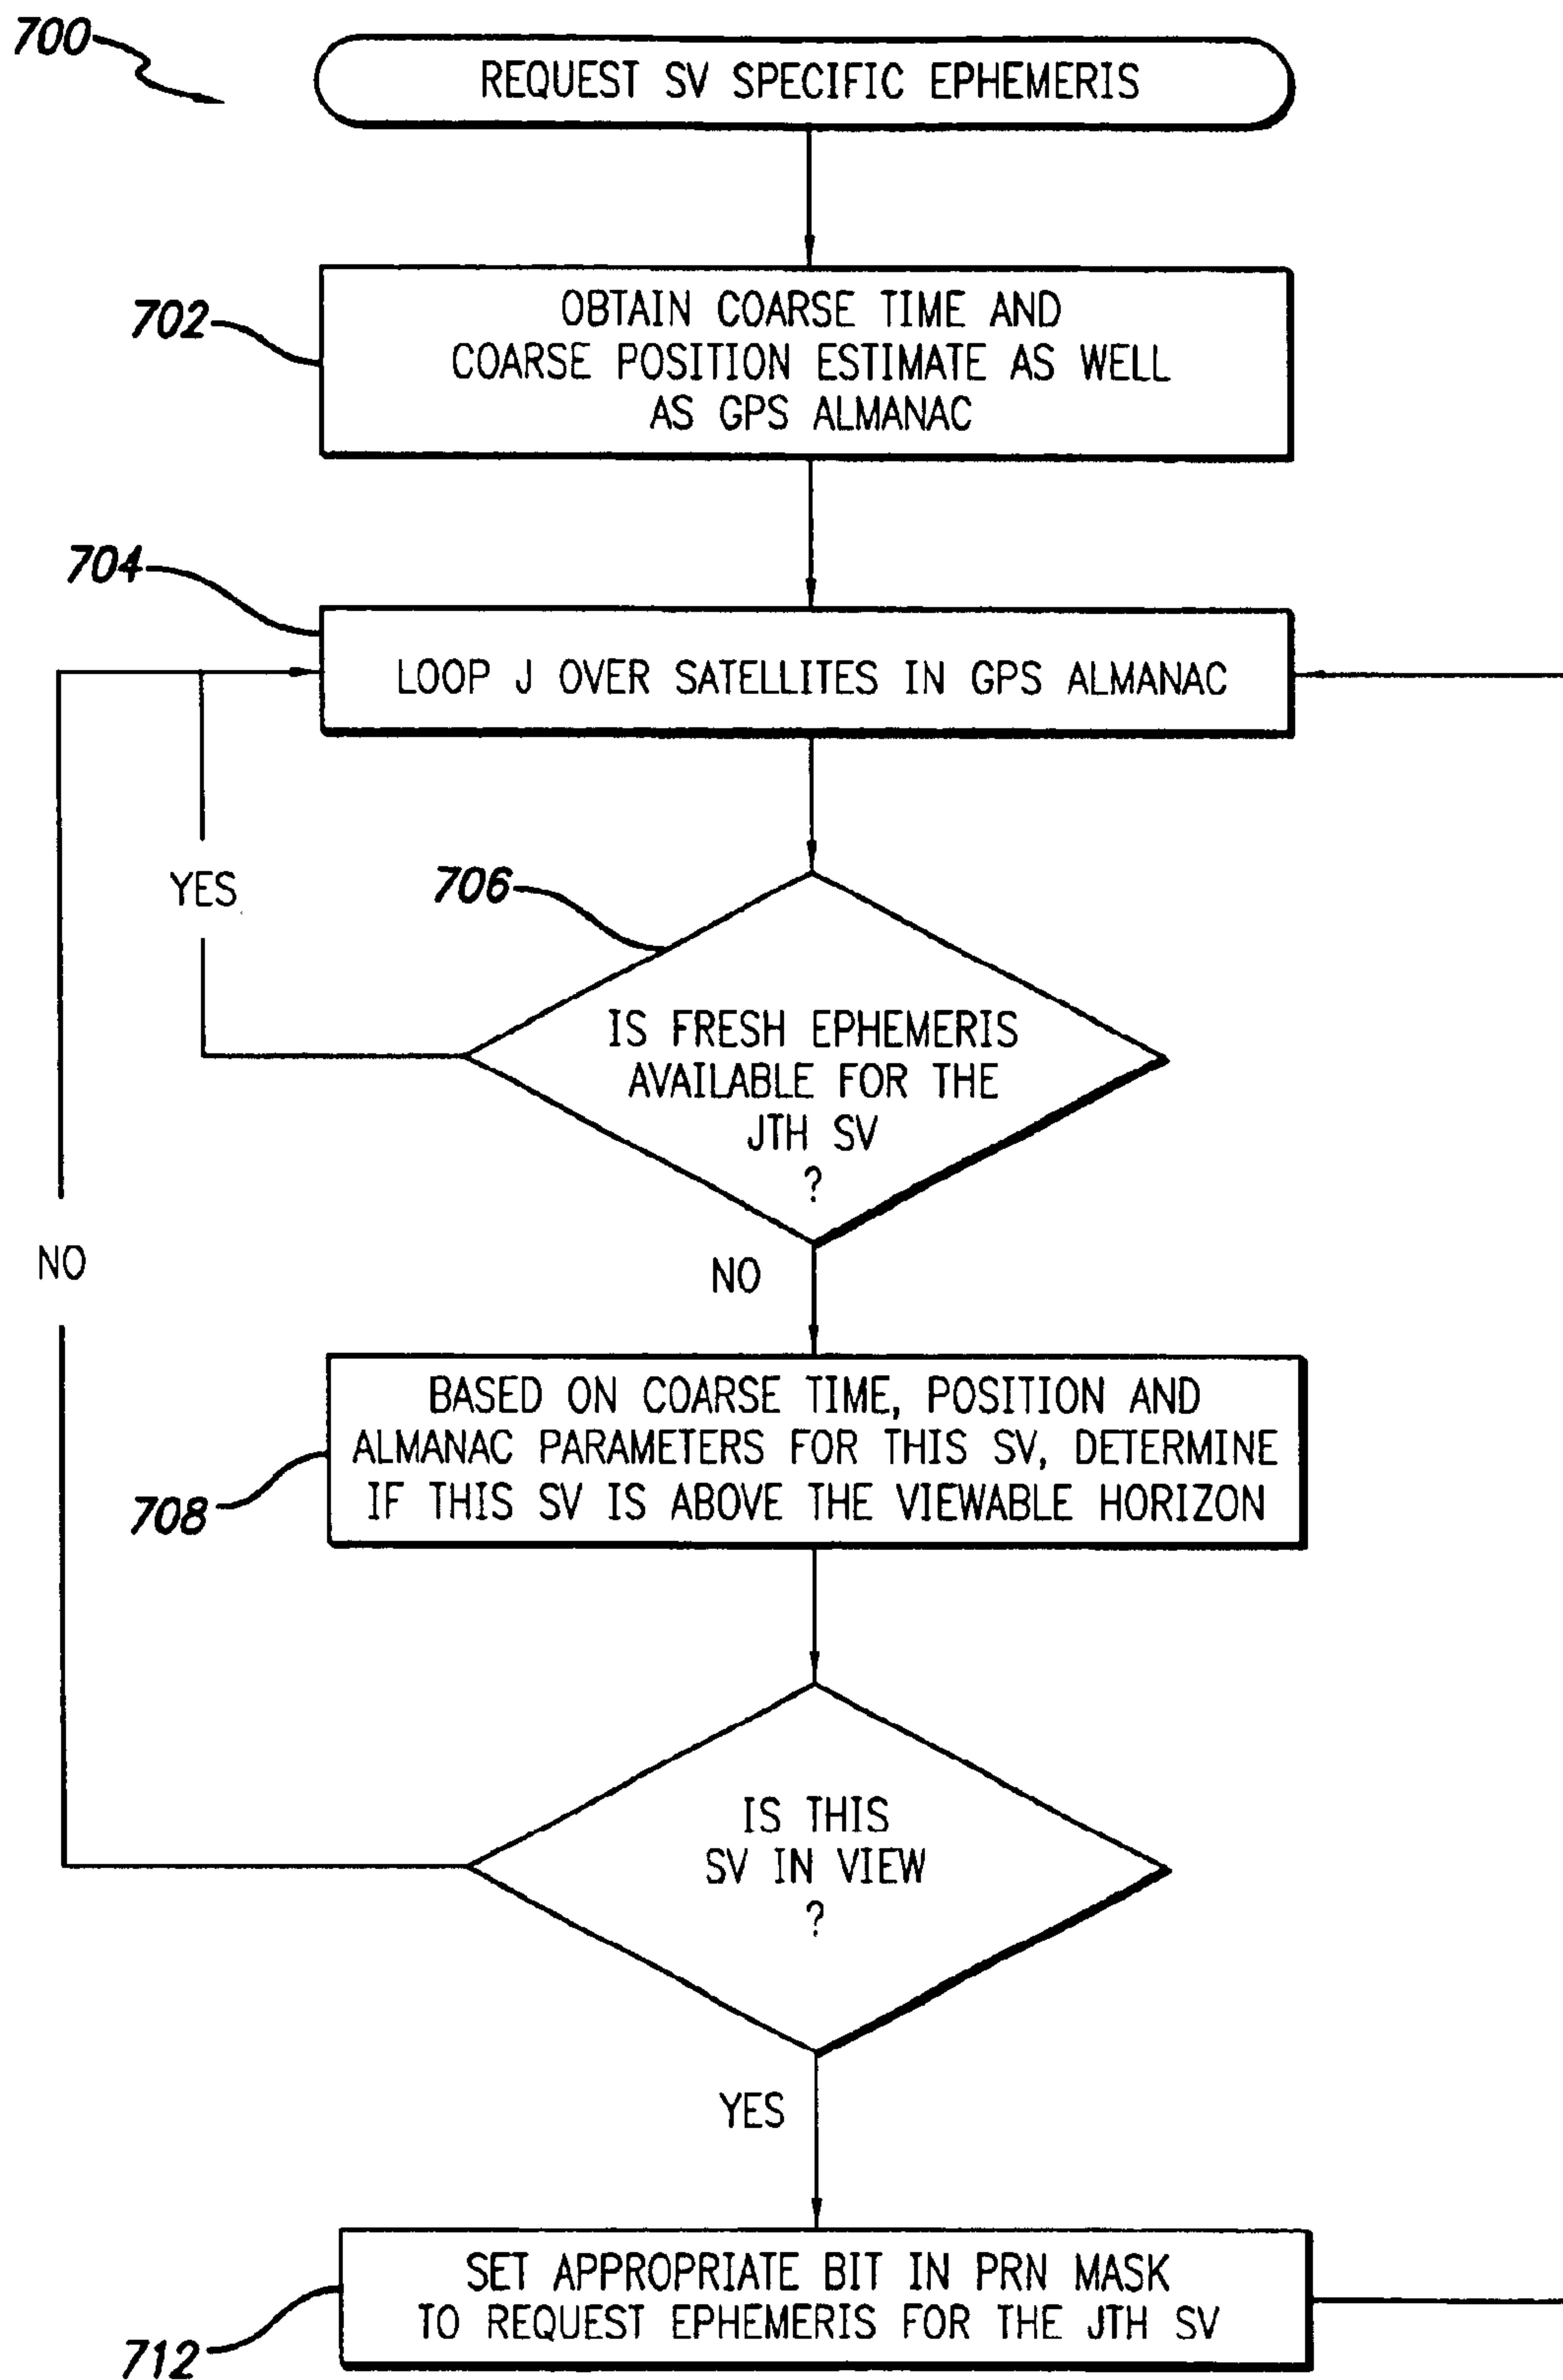 700
REQUEST SV SPECIFIC EPHEMERIS
702
OBTAIN COARSE TIME AND
COARSE POSITION ESTIMATE AS WELL
AS GPS ALMANAC
704
LOOP J OVER SATELLITES IN GPS ALMANAC
YES
706
IS FRESH EPHEMERIS
AVAILABLE FOR THE
JTH SV
?
NO
NO
BASED ON COARSE TIME, POSITION AND
ALMANAC PARAMETERS FOR THIS SV, DETERMINE
IF THIS SV IS ABOVE THE VIEWABLE HORIZON
708
IS THIS
SV IN VIEW
?
YES
SET APPROPRIATE BIT IN PRN MASK
TO REQUEST EPHEMERIS FOR THE JTH SV
712